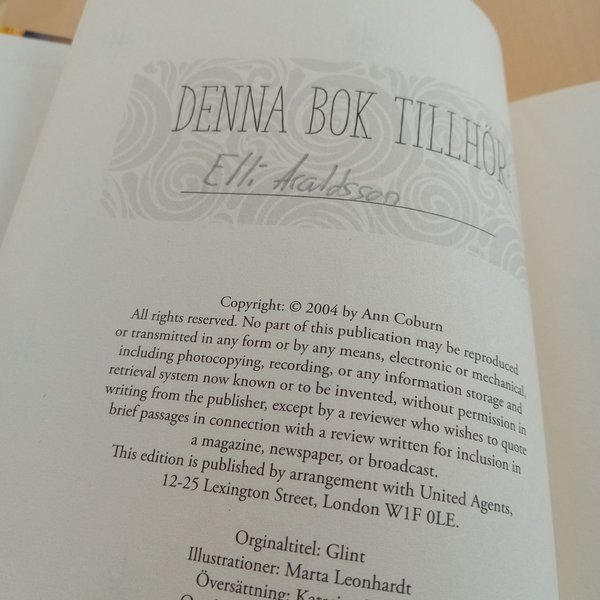 DENNA BOK TILLHÖR:
Elli Araldsson
Copyright: © 2004 by Ann Coburn
All rights reserved. No part of this publication may be reproduced
or transmitted in any form or by any means, electronic or mechanical,
including photocopying, recording, or any information storage and
retrieval system now known or to be invented, without permission in
writing from the publisher, except by a reviewer who wishes to quote
brief passages in connection with a review written for inclusion in
a magazine, newspaper, or broadcast.
This edition is published by arrangement with United Agents,
12-25 Lexington Street, London W1F 0LE.
Orginaltitel: Glint
Illustrationer: Marta Leonhardt
Översättning: